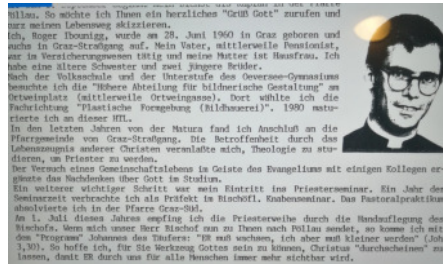 Pöllau. So möchte ich Ihnen ein herzliches "Grüß Gott" zurufen und
kurz meinen Lebensweg skizzieren.
Ich, Roger Ibounigg, wurde am 28. Juni 1960 in Graz geboren und
wuchs in Graz-Straßgang auf. Mein Vater, mittlerweile Pensionist,
war im Versicherungswesen tätig und meine Mutter ist Hausfrau. Ich
habe eine ältere Schwester und zwei jüngere Brüder.
Nach der Volksschule und der Unterstufe des Oeversee-Gymnasiums
besuchte ich die "Höhere Abteilung für bildnerische Gestaltung" am
Ortweinplatz (mittlerweile Ortweingasse). Dort wählte ich die
Fachrichtung "Plastische Formgebung (Bildhauerei)". 1980 matu-
rierte ich an dieser HTL.
In den letzten Jahren von der Matura fand ich Anschluß an die
Pfarrgemeinde von Graz-Straßgang. Die Betroffenheit durch das
Lebenszeugnis anderer Christen veranlaßte mich, Theologie zu stu-
dieren, um Priester zu werden.
Der Versuch eines Gemeinschaftslebens im Geiste des Evangeliums mit einigen Kollegen er-
gänzte das Nachdenken über Gott im Studium.
Ein weiterer wichtiger Schritt war mein Eintritt ins Priesterseminar. Ein Jahr der
Seminarzeit verbrachte ich als Präfekt im Bischöfl. Knabenseminar. Das Pastoralpraktikum
absolvierte ich in der Pfarre Graz-Süd.
Am 1. Juli dieses Jahres empfing ich die Priesterweihe durch die Handauflegung des
Bischofs. Wenn mich unser Herr Bischof nun zu Ihnen nach Pöllau sendet, so komme ich mit
dem "Programm" Johannes des Täufers: "ER muß wachsen, ich aber muß kleiner werden" (Joh
3,30). So hoffe ich, für Sie Werkzeug Gottes sein zu können, Christus "durchscheinen" zu
lassen, damit ER durch uns für alle Menschen immer mehr sichtbar wird.